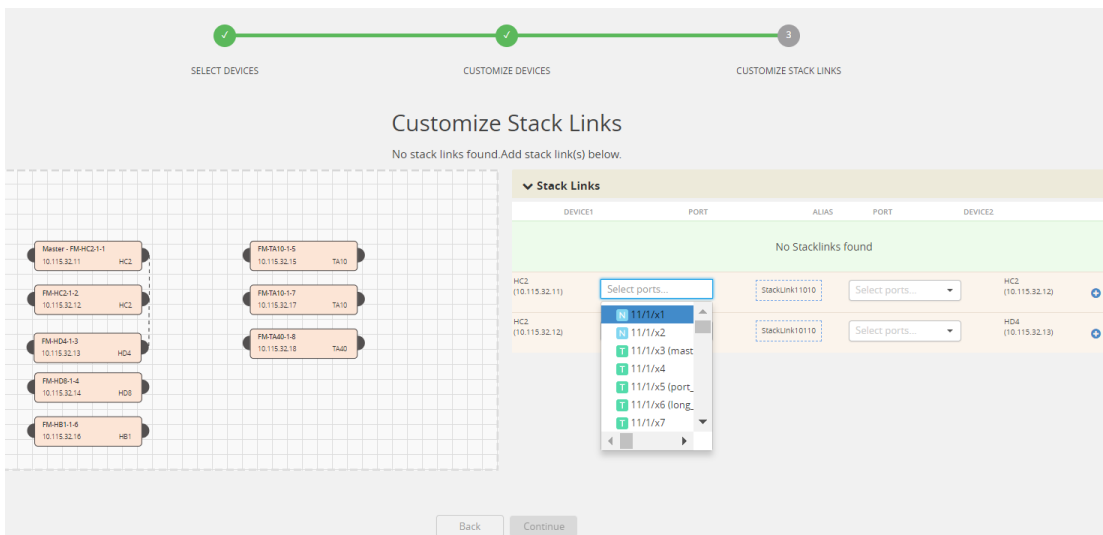 3
SELECT DEVICES
CUSTOMIZE DEVICES
CUSTOMIZE STACK LINKS
Customize Stack Links
No stack links found.Add stack link(s) below.
Master - FM-HC2-1-1
10.115.32.11 HC2
FM-HC2-1-2
10.115.32.12 HC2
FM-HD4-1-3
10.115.32.13 HD4
FM-HD8-1-4
10.115.32.14 HD8
FM-HB1-1-6
10.115.32.16 HB1
FM-TA10-1-5
10.115.32.15 TA10
FM-TA10-1-7
10.115.32.17 TA10
FM-TA40-1-8
10.115.32.18 TA40
Stack Links
DEVICE1 PORT ALIAS PORT DEVICE2
No Stacklinks found
HC2
(10.115.32.11)
Select ports...
StackLink11010
Select ports...
HC2
(10.115.32.12)
HC2
(10.115.32.12)
StackLink10110
Select ports...
HD4
(10.115.32.13)
N 11/1/x1
N 11/1/x2
T 11/1/x3 (mast
T 11/1/x4
T 11/1/x5 (port_
T 11/1/x6 (long_
T 11/1/x7
Back
Continue